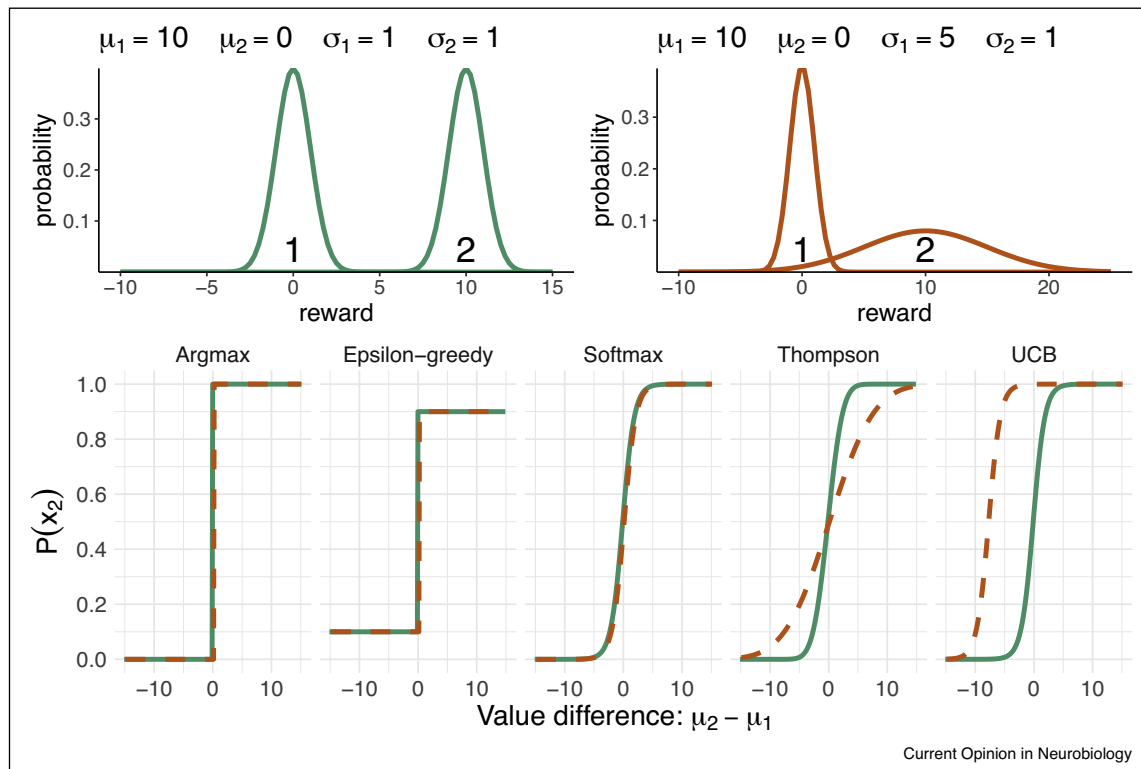 μ₁ = 10 μ₂ = 0 σ₁ = 1 σ₂ = 1
μ₁ = 10 μ₂ = 0 σ₁ = 5 σ₂ = 1
probability
0.3
0.2
0.1
1
2
−10 −5 0 5 10 15
reward
probability
0.3
0.2
0.1
1
2
−10 0 10 20
reward
Argmax Epsilon−greedy Softmax Thompson UCB
P(x₂)
1.0
0.8
0.6
0.4
0.2
0.0
−10 0 10 −10 0 10 −10 0 10 −10 0 10 −10 0 10
Value difference: μ₂ − μ₁
Current Opinion in Neurobiology